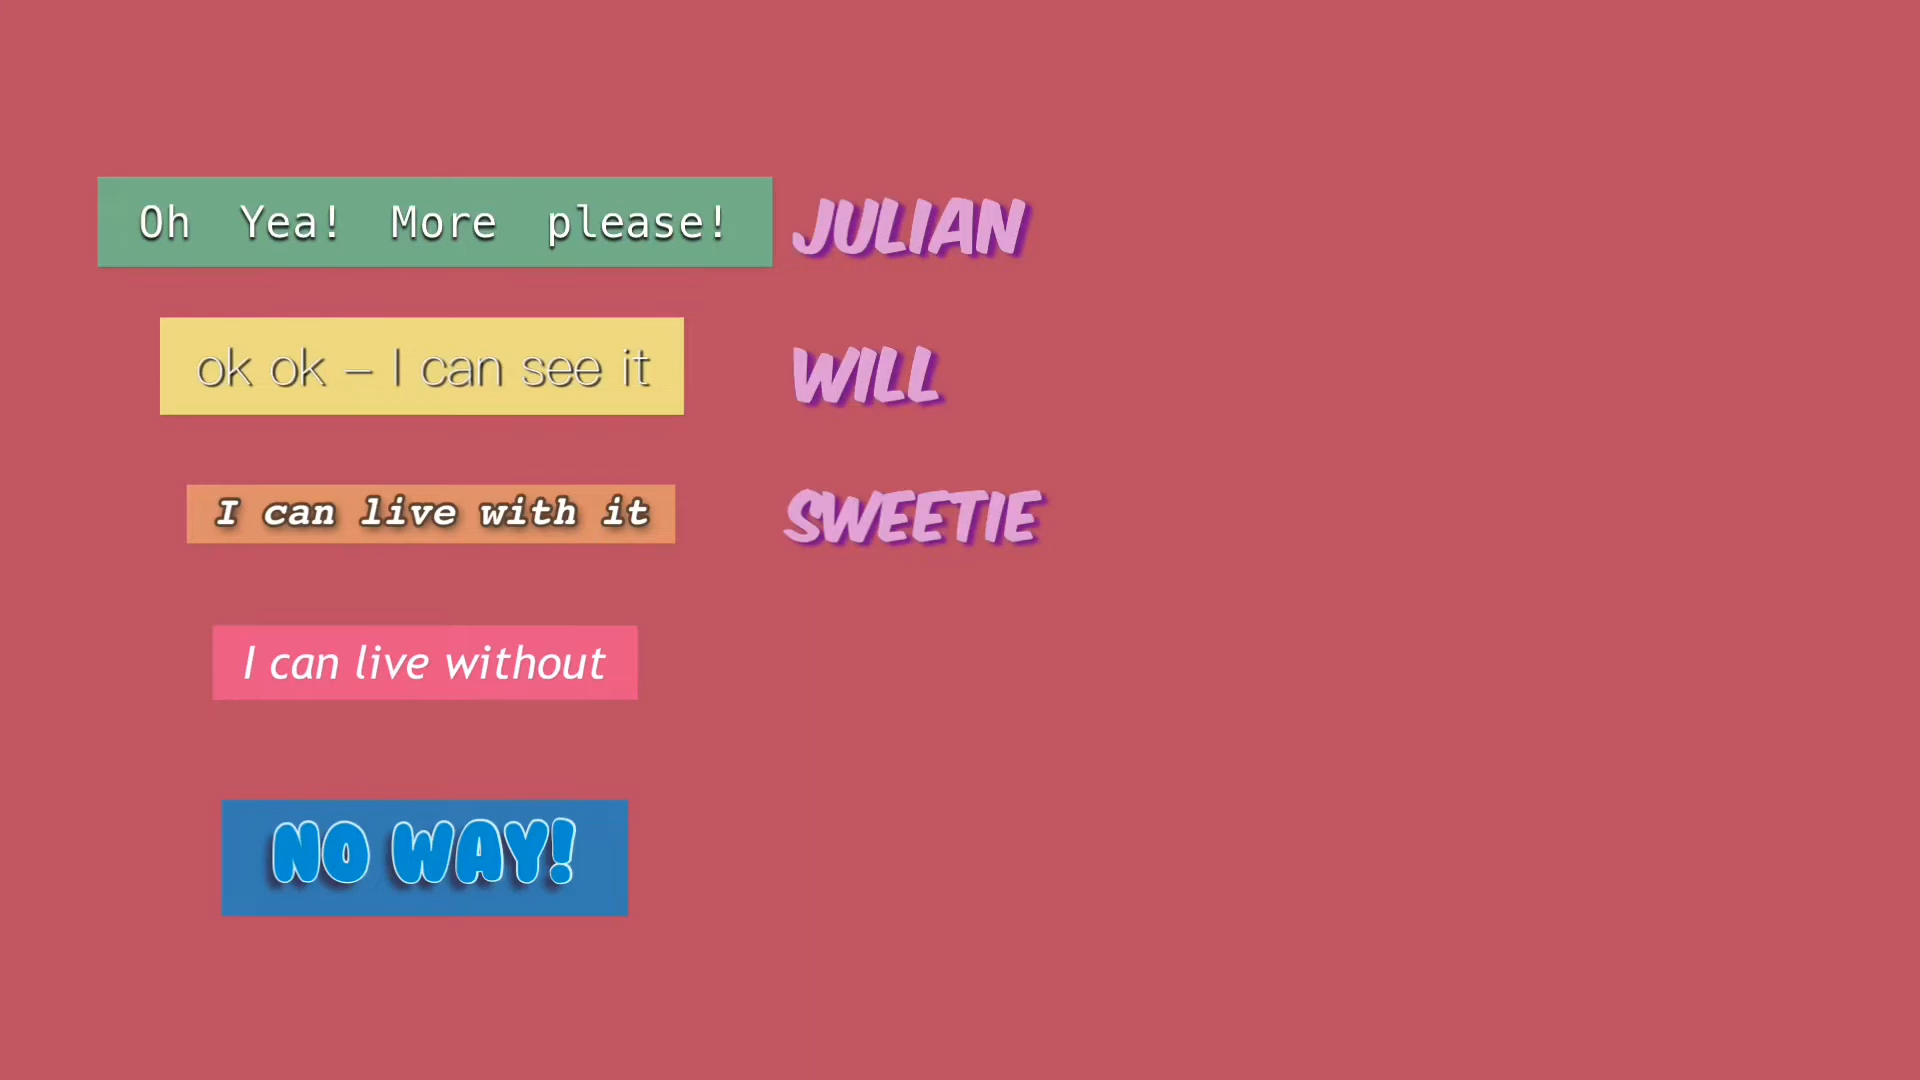 Oh Yea! More please!
JULIAN
ok ok – I can see it
WILL
I can live with it
SWEETIE
I can live without
NO WAY!